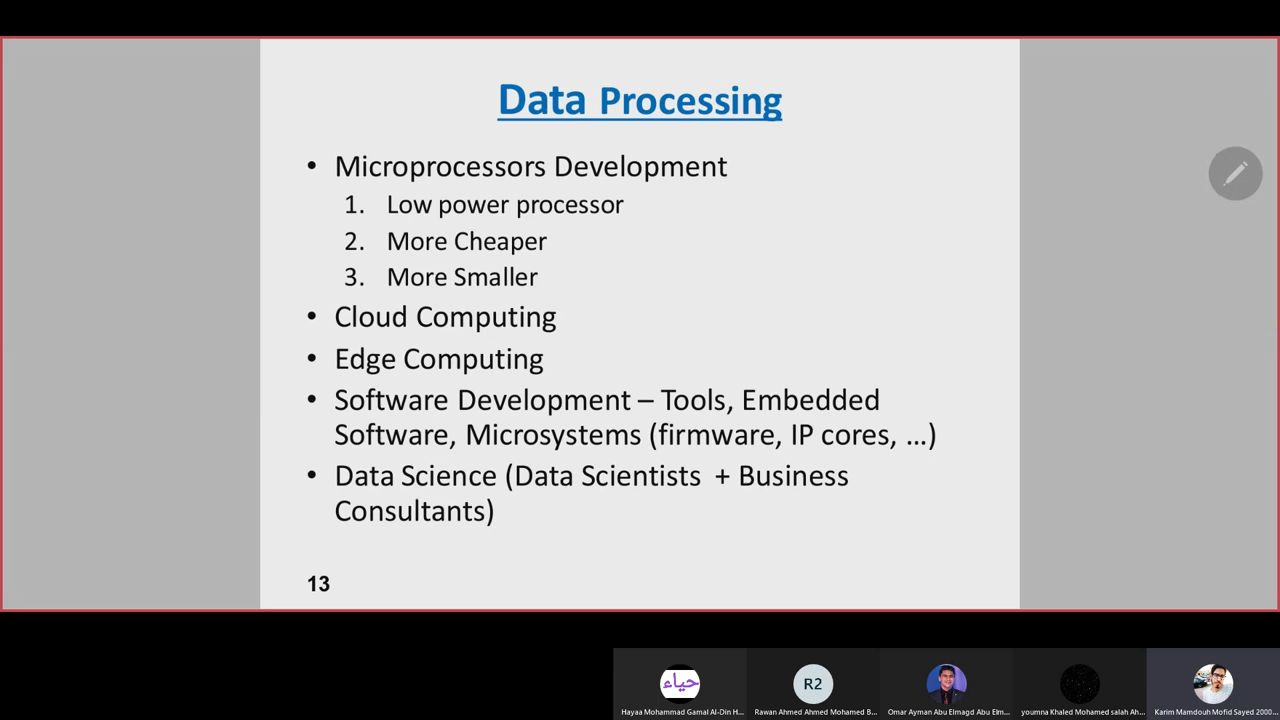 Data Processing
• Microprocessors Development
1. Low power processor
2. More Cheaper
3. More Smaller
• Cloud Computing
• Edge Computing
• Software Development – Tools, Embedded
Software, Microsystems (firmware, IP cores, ...)
• Data Science (Data Scientists + Business
Consultants)
13
حياء
R2
Hayaa Mohammad Gamal Al-Din H...
Rawan Ahmed Ahmed Mohamed B...
Omar Ayman Abu Elmagd Abu Elm...
youmna Khaled Mohamed salah Ah...
Karim Mamdouh Mofid Sayed 2000...